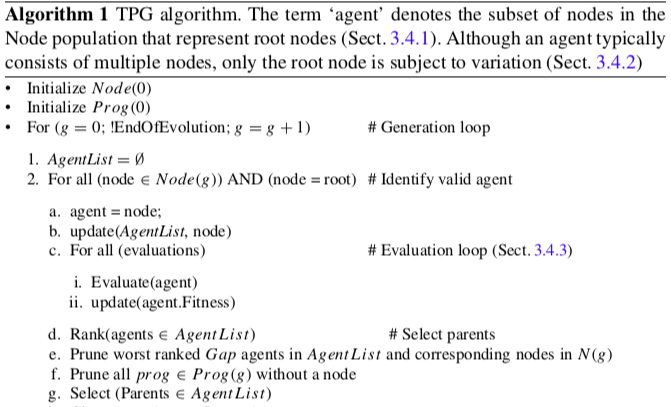 Algorithm 1 TPG algorithm. The term ‘agent’ denotes the subset of nodes in the
Node population that represent root nodes (Sect. 3.4.1). Although an agent typically
consists of multiple nodes, only the root node is subject to variation (Sect. 3.4.2)
• Initialize Node(0)
• Initialize Prog(0)
• For (g = 0; !EndOfEvolution; g = g + 1) # Generation loop
1. AgentList = ∅
2. For all (node ∈ Node(g)) AND (node = root) # Identify valid agent
a. agent = node;
b. update(AgentList, node)
c. For all (evaluations) # Evaluation loop (Sect. 3.4.3)
i. Evaluate(agent)
ii. update(agent.Fitness)
d. Rank(agents ∈ AgentList) # Select parents
e. Prune worst ranked Gap agents in AgentList and corresponding nodes in N(g)
f. Prune all prog ∈ Prog(g) without a node
g. Select (Parents ∈ AgentList)